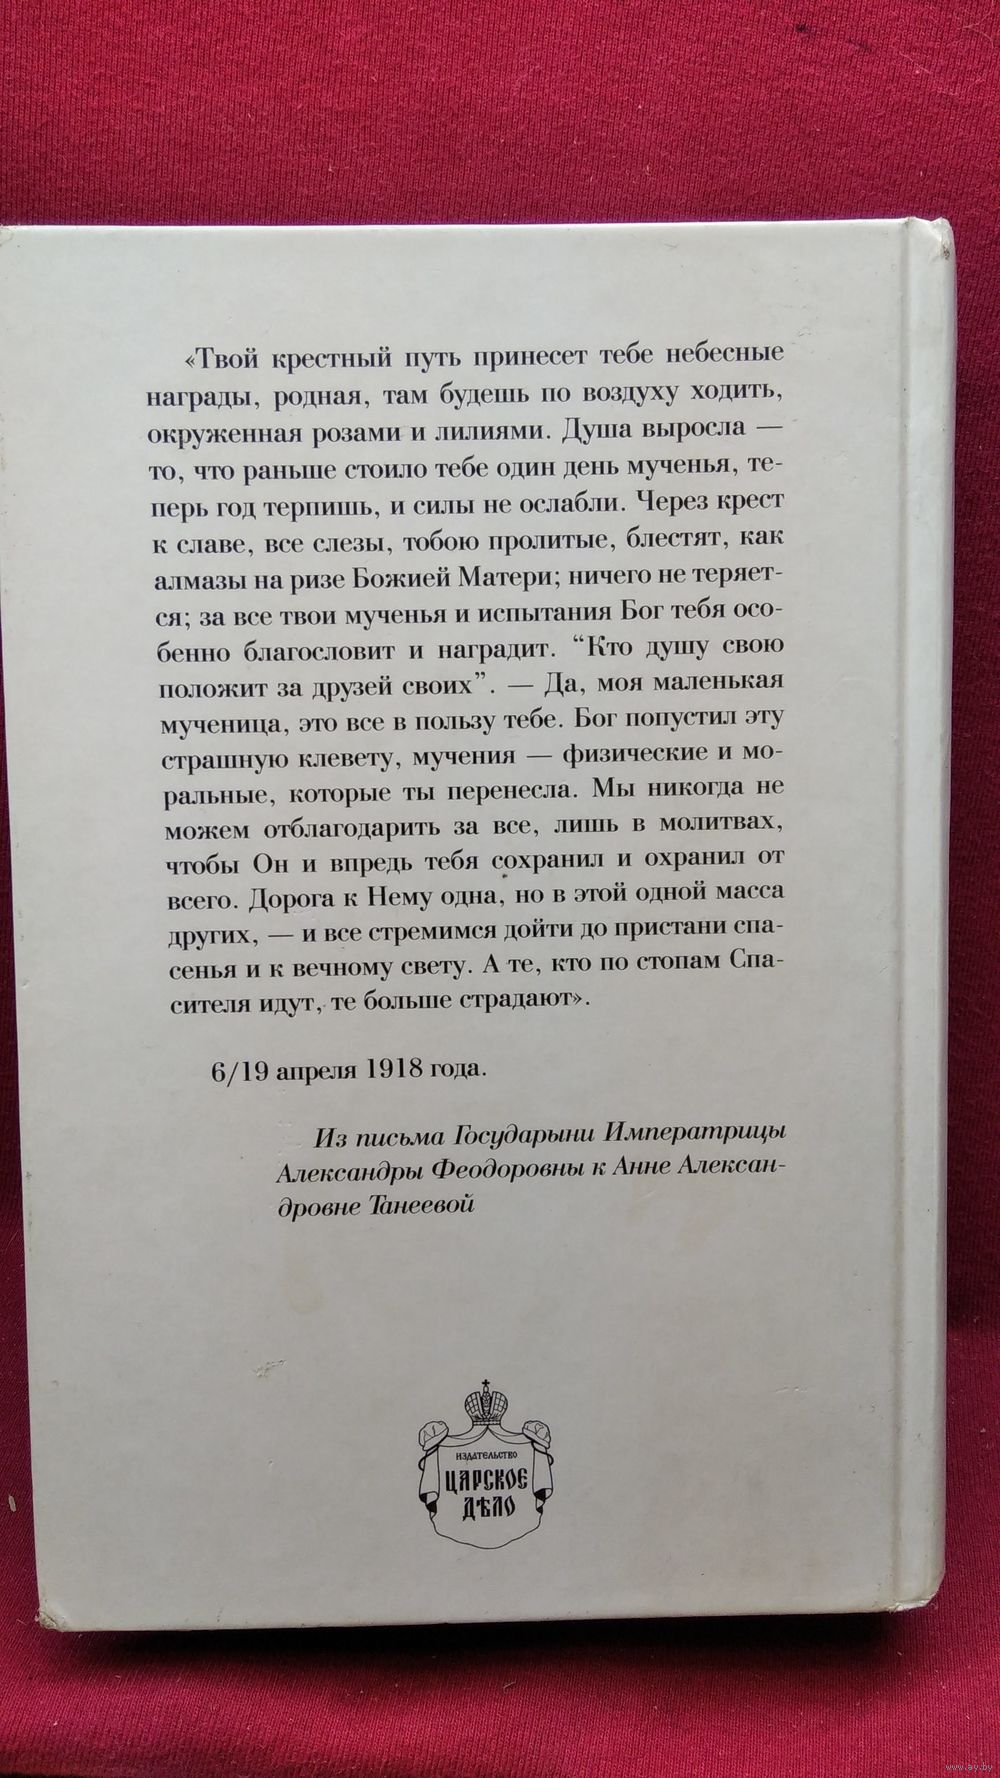 «Твой крестный путь принесет тебе небесные
награды, родная, там будешь по воздуху ходить,
окруженная розами и лилиями. Душа выросла —
то, что раньше стоило тебе один день мученья, те-
перь год терпишь, и силы не ослабли. Через крест
к славе, все слезы, тобою пролитые, блестят, как
алмазы на ризе Божией Матери; ничего не теряет-
ся; за все твои мученья и испытания Бог тебя осо-
бенно благословит и наградит. “Кто душу свою
положит за друзей своих”. — Да, моя маленькая
мученица, это все в пользу тебе. Бог попустил эту
страшную клевету, мучения — физические и мо-
ральные, которые ты перенесла. Мы никогда не
можем отблагодарить за все, лишь в молитвах,
чтобы Он и впредь тебя сохранил и охранил от
всего. Дорога к Нему одна, но в этой одной масса
других, — и все стремимся дойти до пристани спа-
сенья и к вечному свету. А те, кто по стопам Спа-
сителя идут, те больше страдают».
6/19 апреля 1918 года.
Из письма Государыни Императрицы
Александры Феодоровны к Анне Алексан-
дровне Танеевой
ИЗДАТЕЛЬСТВО
ЦАРСКОЕ
ДѢЛО
www.ay.by